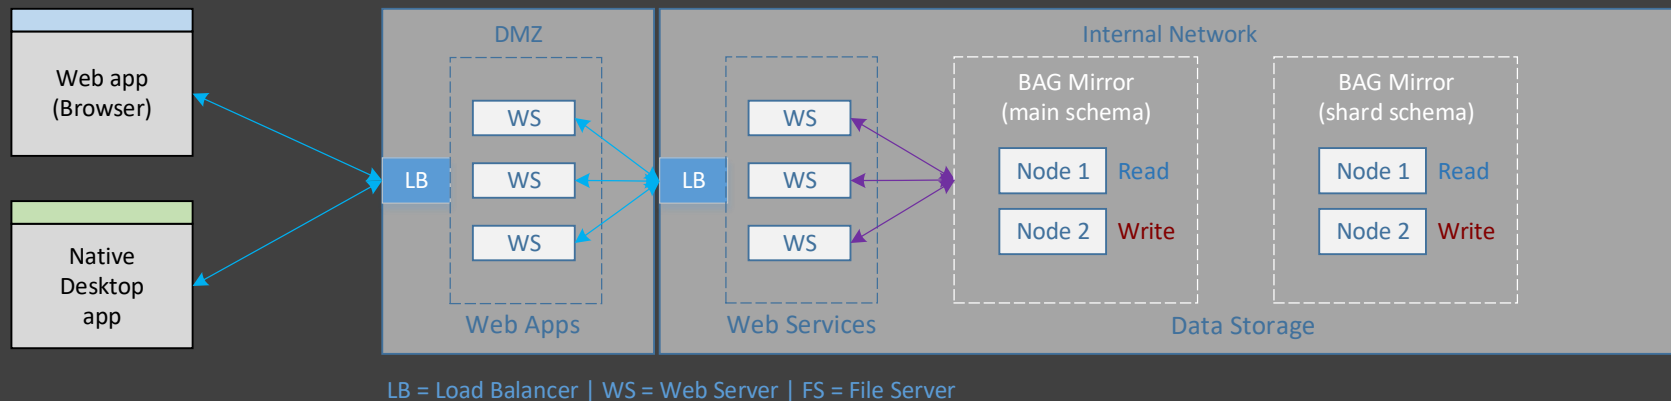 Web app
(Browser)
Native
Desktop
app
DMZ
LB
WS
WS
WS
Web Apps
Internal Network
LB
WS
WS
WS
Web Services
BAG Mirror
(main schema)
Node 1 Read
Node 2 Write
BAG Mirror
(shard schema)
Node 1 Read
Node 2 Write
Data Storage
LB = Load Balancer | WS = Web Server | FS = File Server